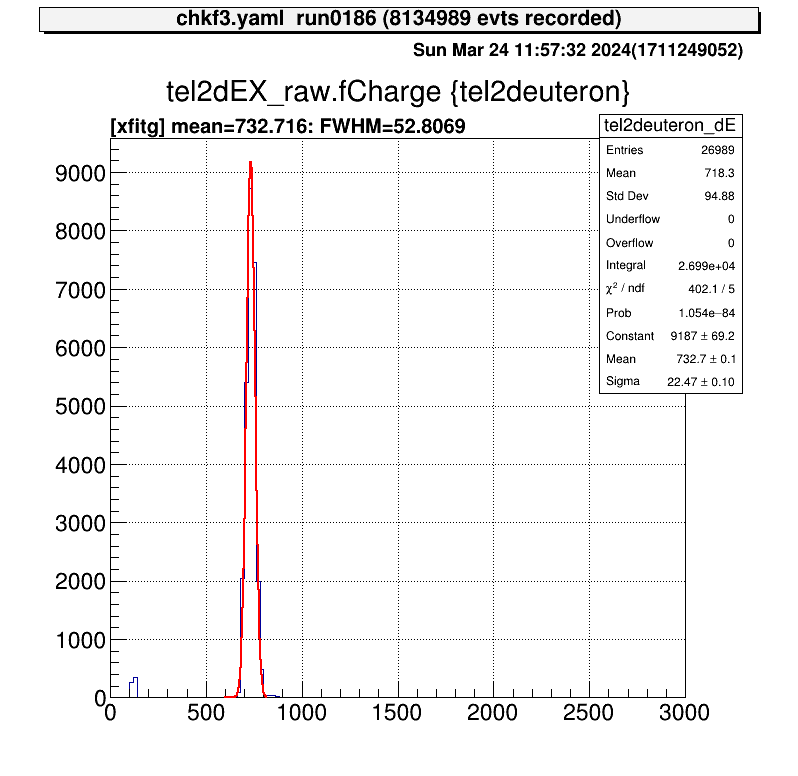 chkf3.yaml  run0186 (8134989 evts recorded)
Sun Mar 24 11:57:32 2024(1711249052)
tel2dEX_raw.fCharge {tel2deuteron}
[xfitg] mean=732.716: FWHM=52.8069
tel2deuteron_dE
Entries 26989
Mean 718.3
Std Dev 94.88
Underflow 0
Overflow 0
Integral 2.699e+04
χ² / ndf 402.1 / 5
Prob 1.054e−84
Constant 9187 ± 69.2
Mean 732.7 ± 0.1
Sigma 22.47 ± 0.10
9000
8000
7000
6000
5000
4000
3000
2000
1000
0
0 500 1000 1500 2000 2500 3000